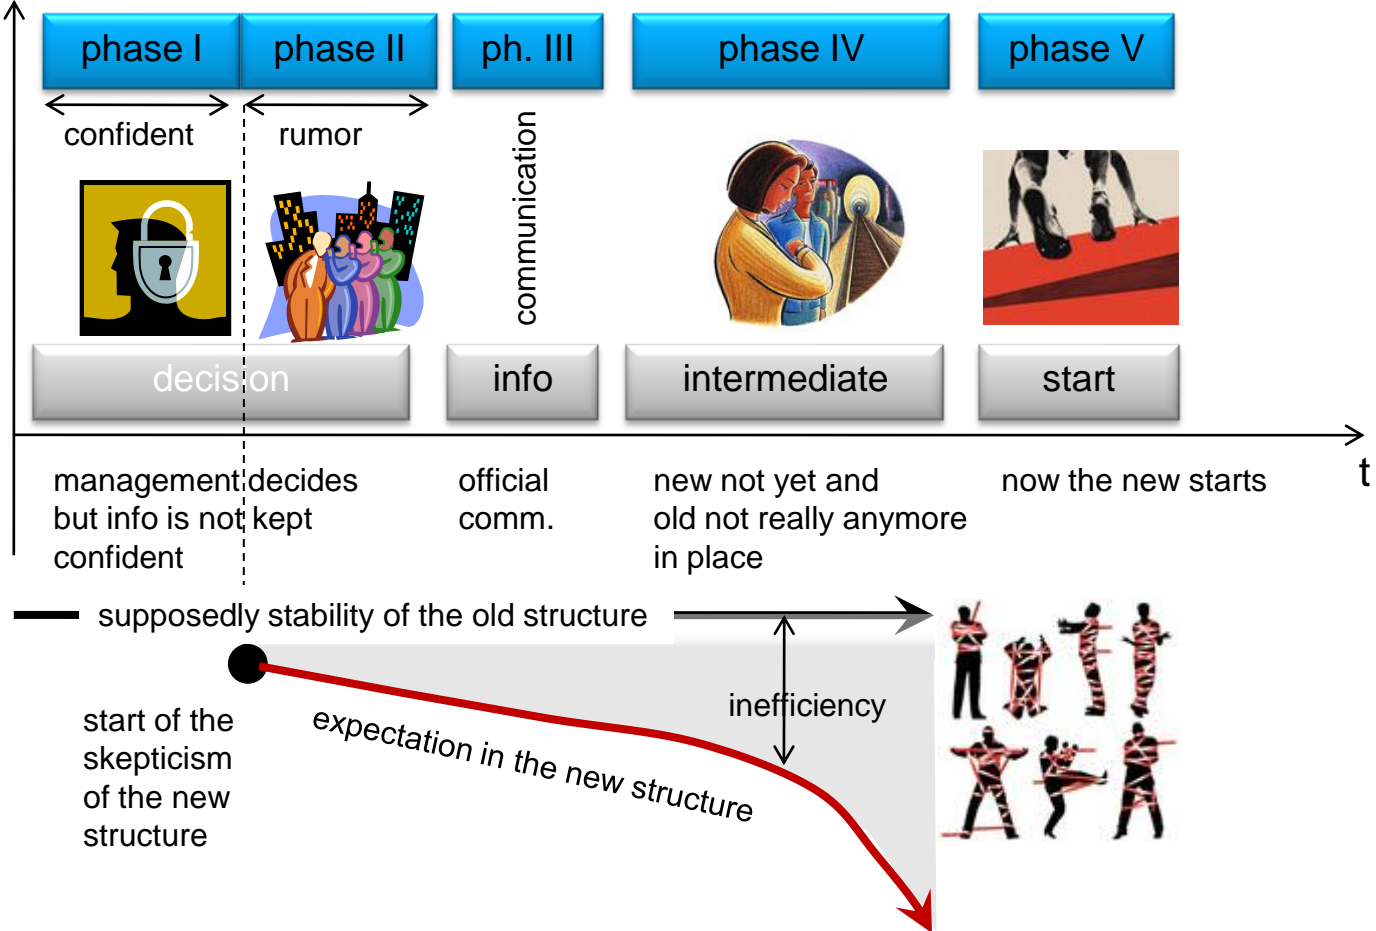 phase I
phase II
ph. III
phase IV
phase V
confident
rumor
communication
decision
info
intermediate
start
t
management decides
but info is not kept
confident
official
comm.
new not yet and
old not really anymore
in place
now the new starts
supposedly stability of the old structure
inefficiency
expectation in the new structure
start of the
skepticism
of the new
structure